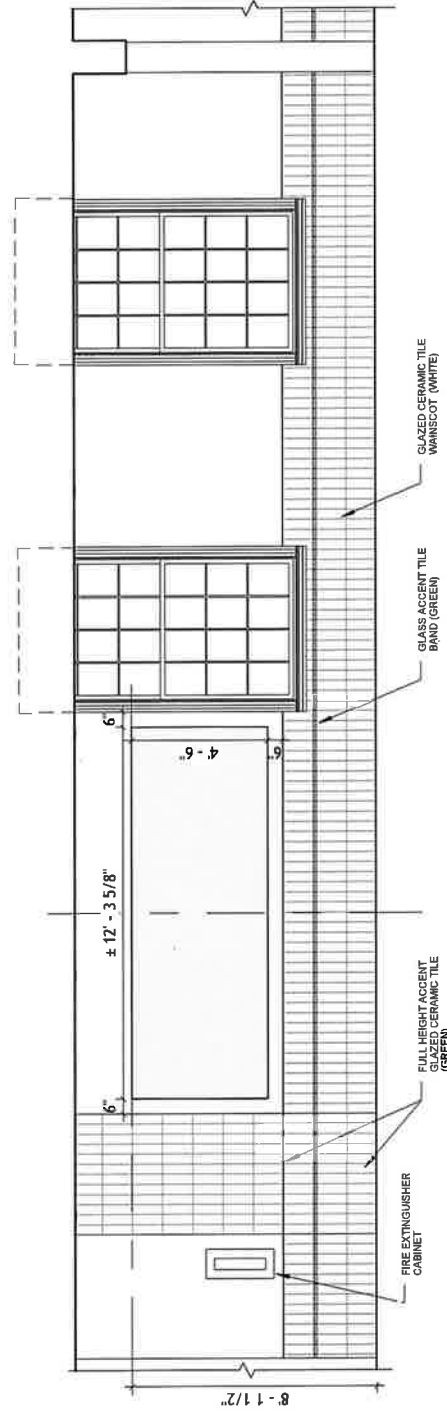 8' - 1 1/2"
6"
± 12' - 3 5/8"
6"
4' - 6"
6"
FIRE EXTINGUISHER
CABINET
FULL HEIGHT ACCENT
GLAZED CERAMIC TILE
(GREEN)
GLASS ACCENT TILE
BAND (GREEN)
GLAZED CERAMIC TILE
WAINSCOT (WHITE)